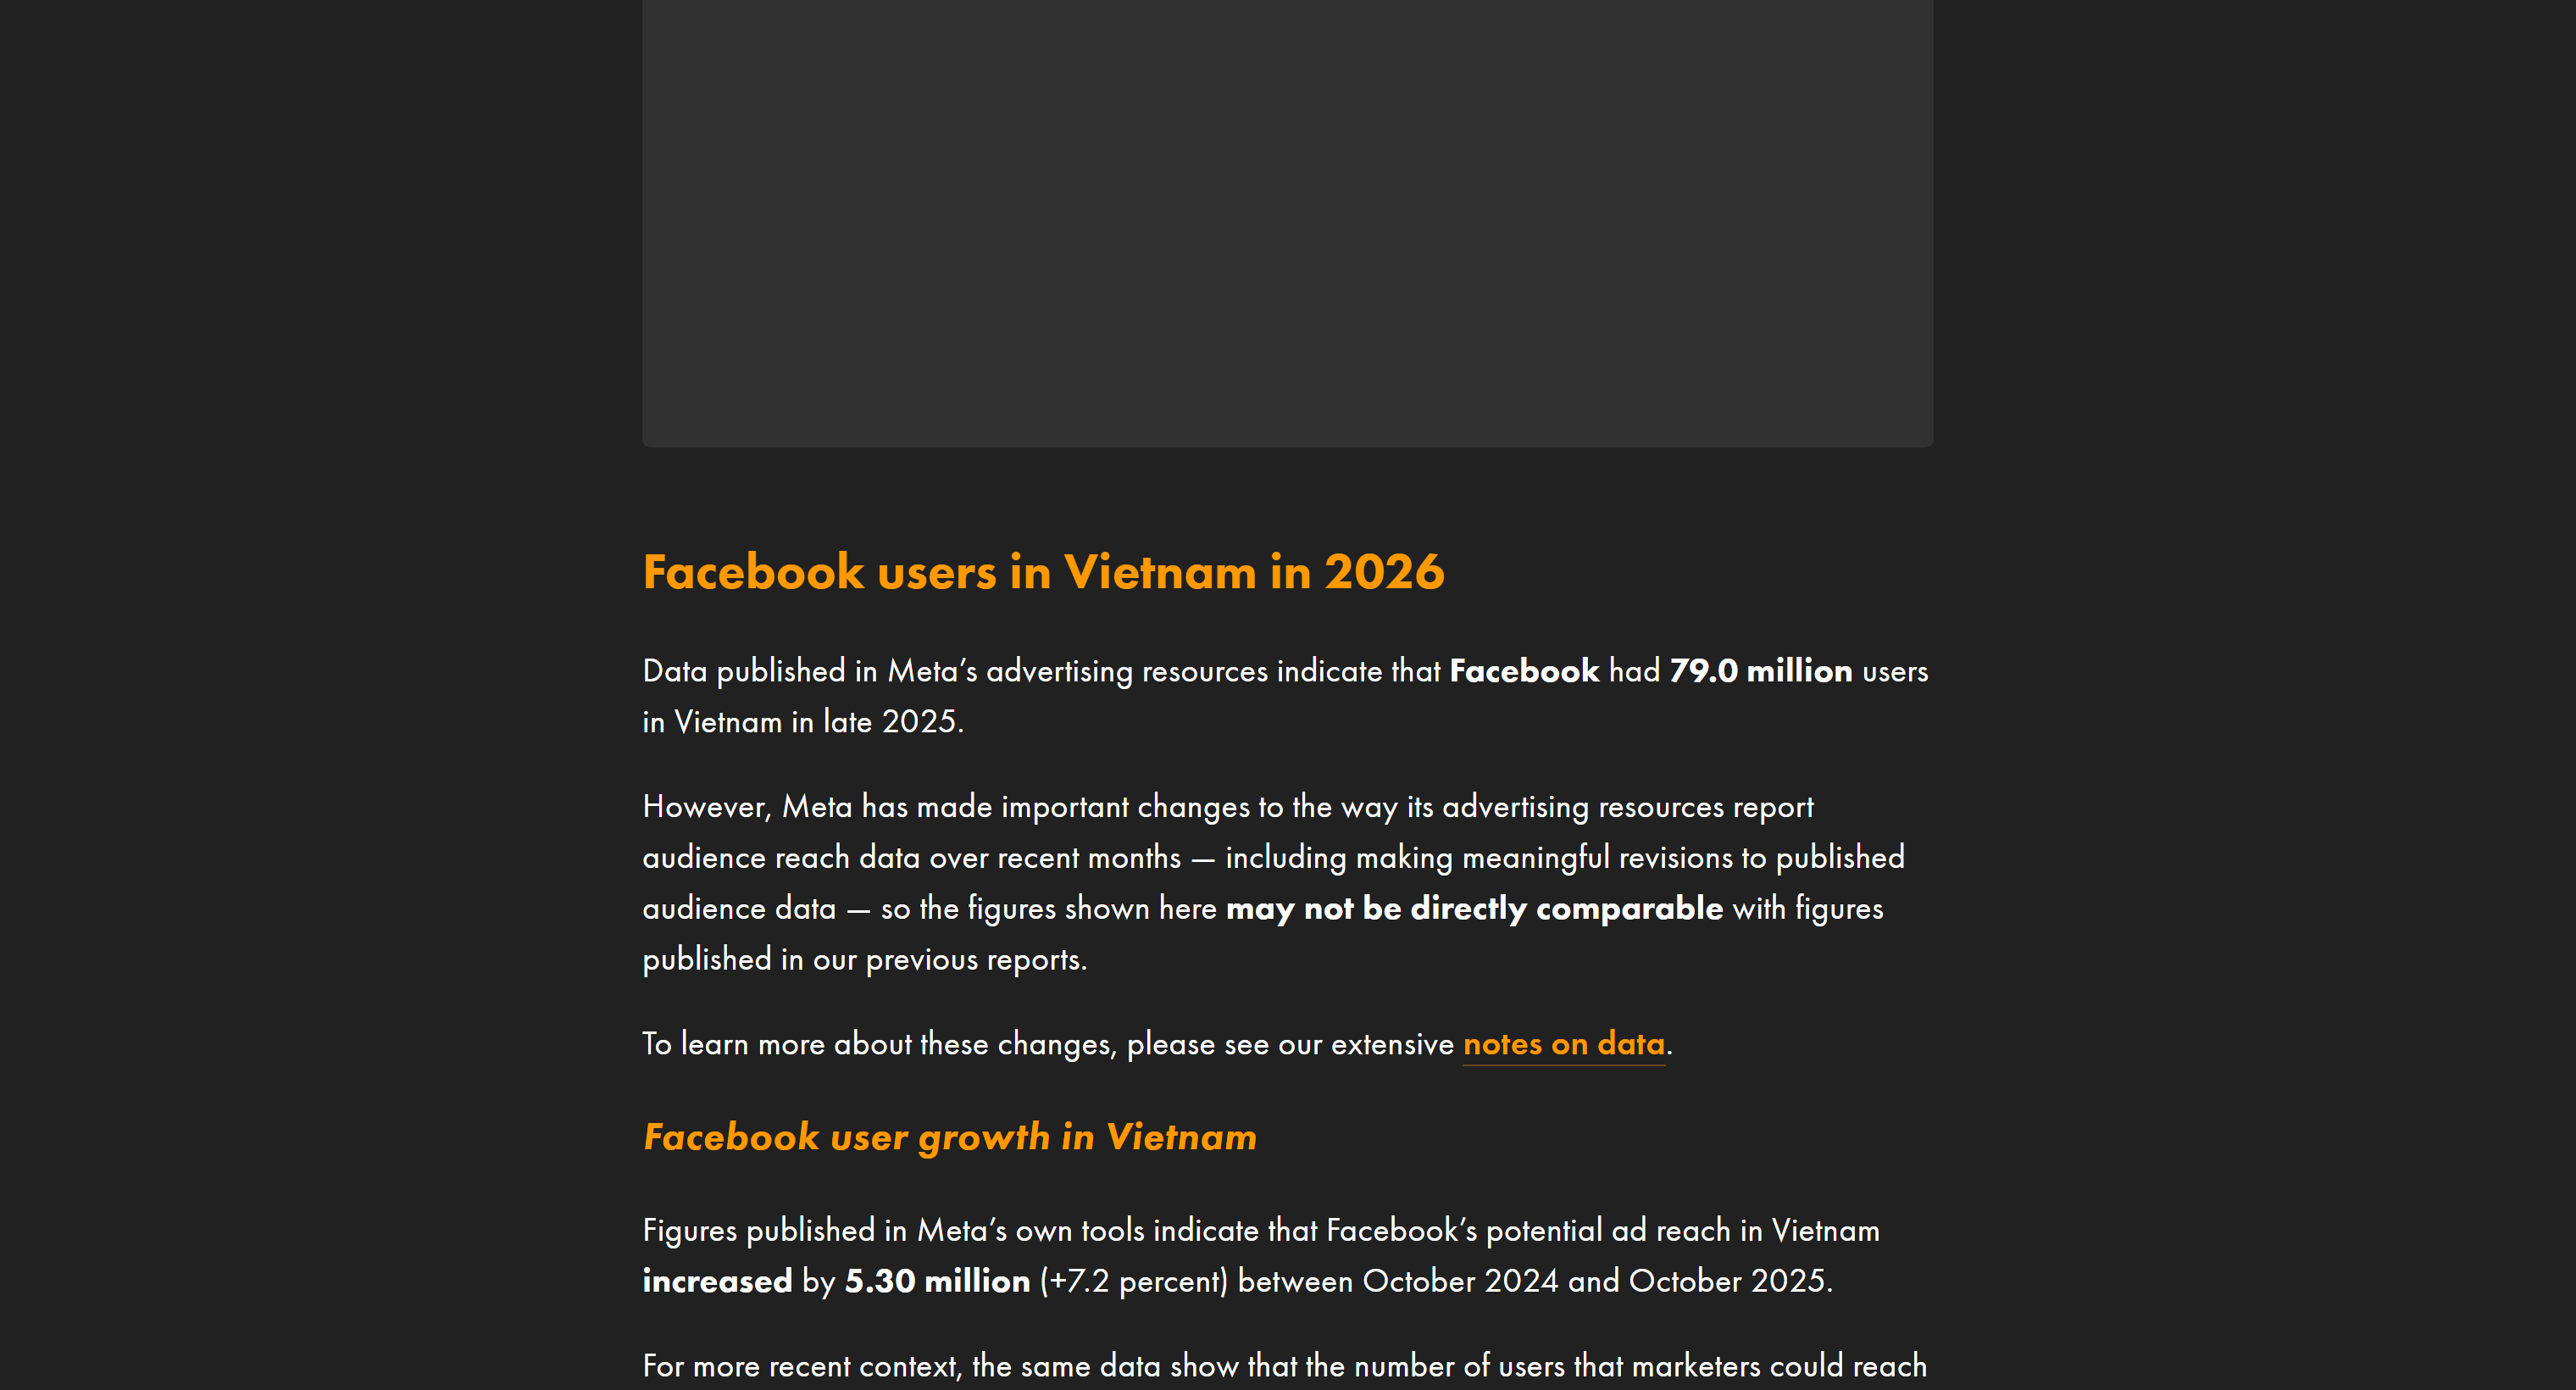 Facebook users in Vietnam in 2026
Data published in Meta’s advertising resources indicate that Facebook had 79.0 million users
in Vietnam in late 2025.
However, Meta has made important changes to the way its advertising resources report
audience reach data over recent months — including making meaningful revisions to published
audience data — so the figures shown here may not be directly comparable with figures
published in our previous reports.
To learn more about these changes, please see our extensive notes on data.
Facebook user growth in Vietnam
Figures published in Meta’s own tools indicate that Facebook’s potential ad reach in Vietnam
increased by 5.30 million (+7.2 percent) between October 2024 and October 2025.
For more recent context, the same data show that the number of users that marketers could reach